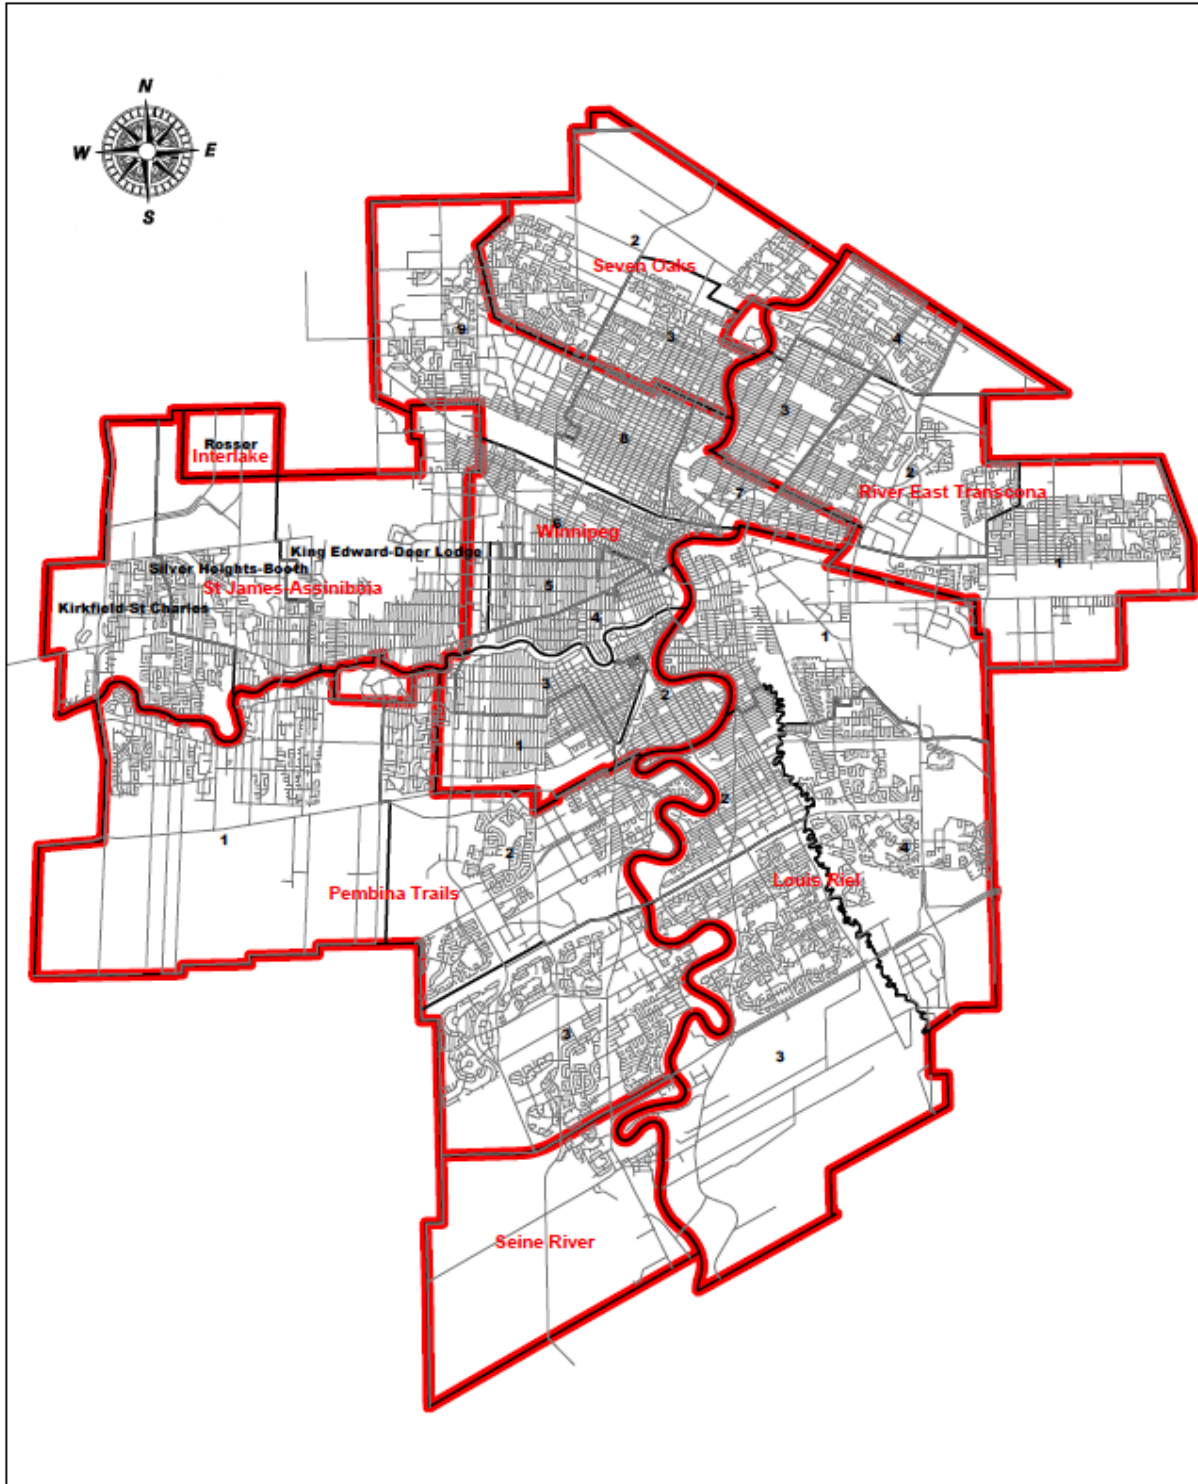 N
W E
S
2
Seven Oaks
9
3
4
3
8
2
Rosser
Interlake
7
River East Transcona
6
Winnipeg
King Edward-Deer Lodge
1
Silver Heights-Booth
5
St James-Assiniboia
Kirkfield-St Charles
4
1
3
2
1
2
1
2
4
Louis Riel
Pembina Trails
3
3
Seine River